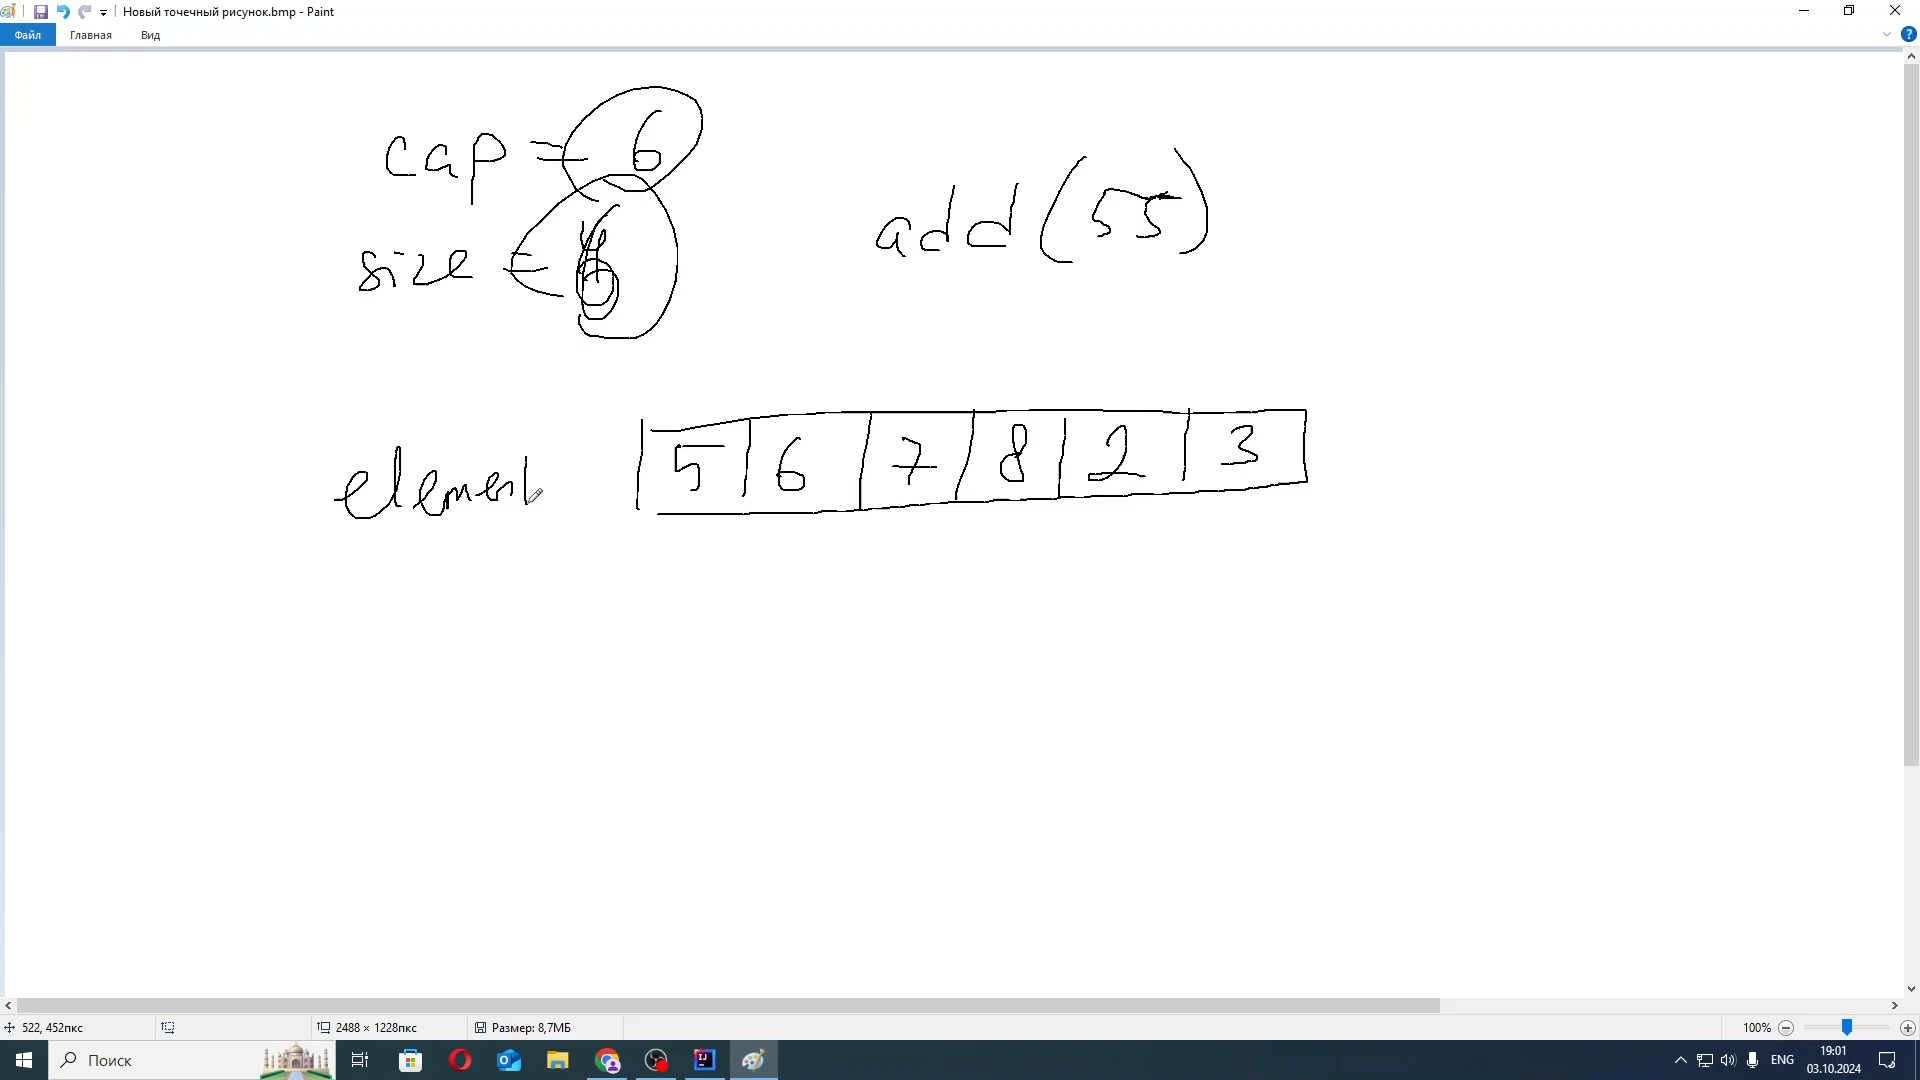 Новый точечный рисунок.bmp - Paint
Файл Главная Вид
cap = 6
add(55)
size = 6
element 5 6 7 8 2 3
522, 452пкс 2488 × 1228пкс Размер: 8,7МБ 100%
Поиск ENG 19:01
03.10.2024